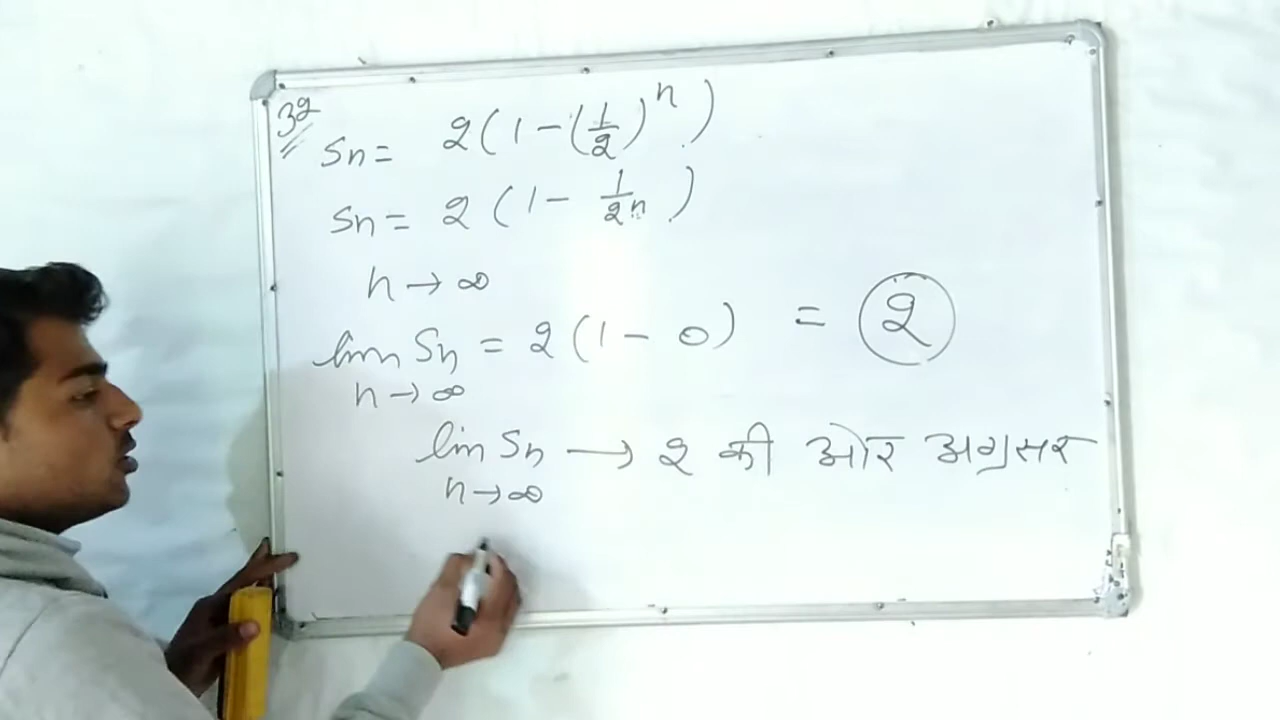 32
Sn = 2(1-(1/2)^n)
Sn = 2(1- 1/2n)
n → ∞
lim Sn = 2(1-0) = 2
n → ∞
lim Sn → 2 की ओर अग्रसर
n → ∞